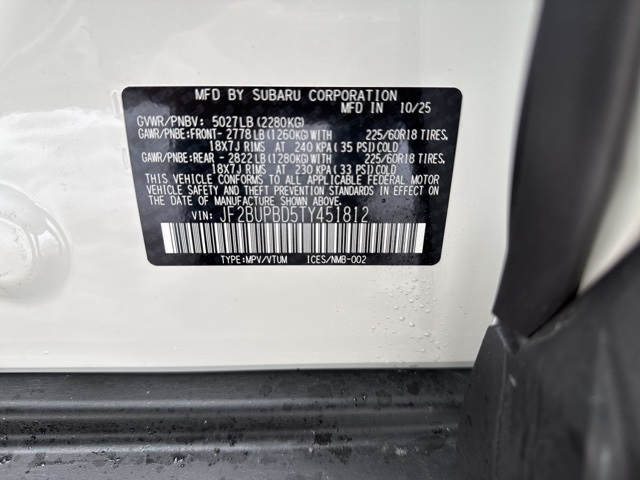 MFD BY SUBARU CORPORATION
MFD IN 10/25
GVWR/PNBV: 5027LB(2280KG)
GAWR/PNBE:FRONT- 2778LB(1260KG)WITH 225/60R18 TIRES,
18X7J RIMS AT 240 KPA(35 PSI)COLD
GAWR/PNBE:REAR - 2822LB(1280KG)WITH 225/60R18 TIRES,
18X7J RIMS AT 230 KPA(33 PSI)COLD
THIS VEHICLE CONFORMS TO ALL APPLICABLE FEDERAL MOTOR
VEHICLE SAFETY AND THEFT PREVENTION STANDARDS IN EFFECT
ON THE DATE OF MANUFACTURE SHOWN ABOVE.
VIN: JF2BUPBD5TY451812
TYPE:MPV/VTUM ICES/NMB-002